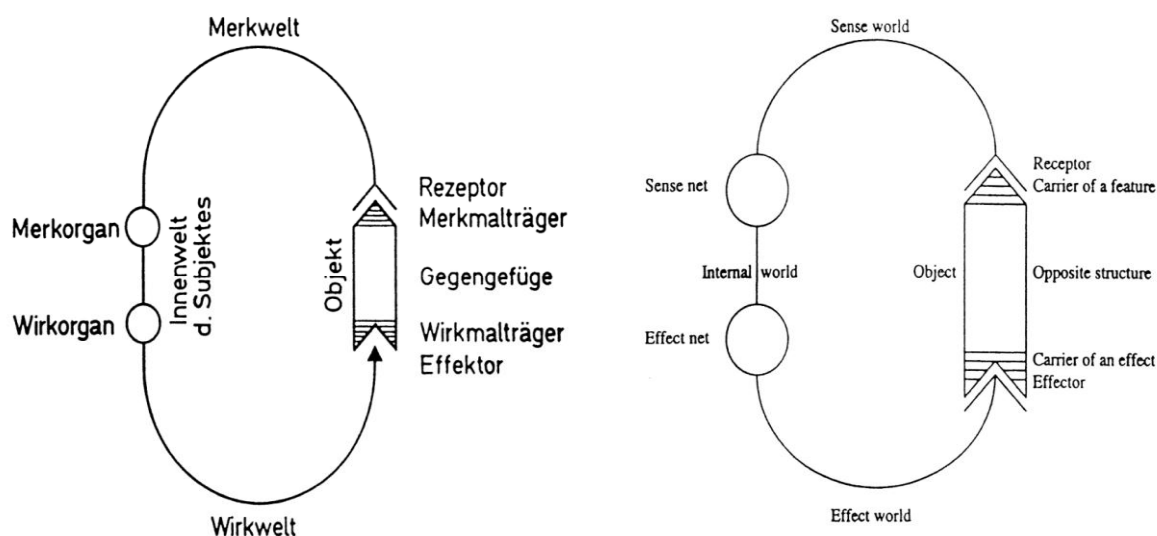 Merkwelt
Rezeptor
Merkmalträger
Merkorgan
Innenwelt
d. Subjektes
Objekt
Gegengefüge
Wirkorgan
Wirkmalträger
Effektor
Wirkwelt
Sense world
Receptor
Carrier of a feature
Sense net
Internal world
Object
Opposite structure
Effect net
Carrier of an effect
Effector
Effect world